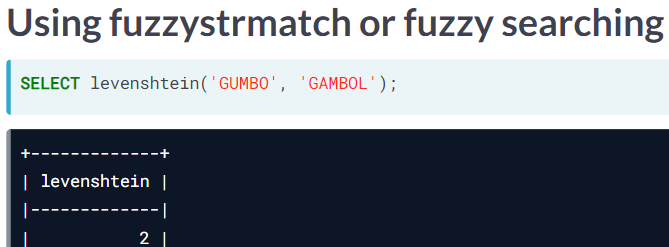 Using fuzzystrmatch or fuzzy searching
SELECT levenshtein('GUMBO', 'GAMBOL');
+-------------+
| levenshtein |
|-------------|
|           2 |